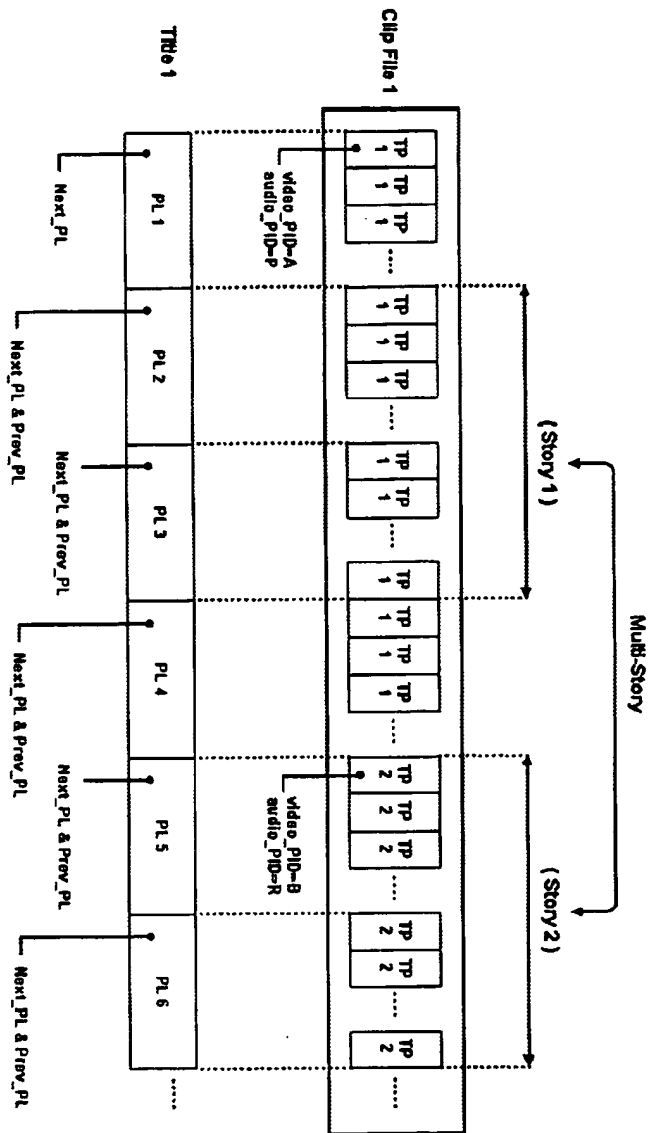 Multi-Story
( Story 1 )
( Story 2 )
Clip File 1
TP 1
TP 1
TP 1
.....
TP 1
TP 1
TP 1
.....
TP 1
TP 1
.....
TP 1
TP 1
TP 1
TP 1
.....
TP 2
TP 2
TP 2
.....
TP 2
TP 2
.....
TP 2
.....
video_PID=A
audio_PID=P
video_PID=B
audio_PID=R
Title 1
PL 1
PL 2
PL 3
PL 4
PL 5
PL 6
.....
Next_PL
Next_PL & Prev_PL
Next_PL & Prev_PL
Next_PL & Prev_PL
Next_PL & Prev_PL
Next_PL & Prev_PL